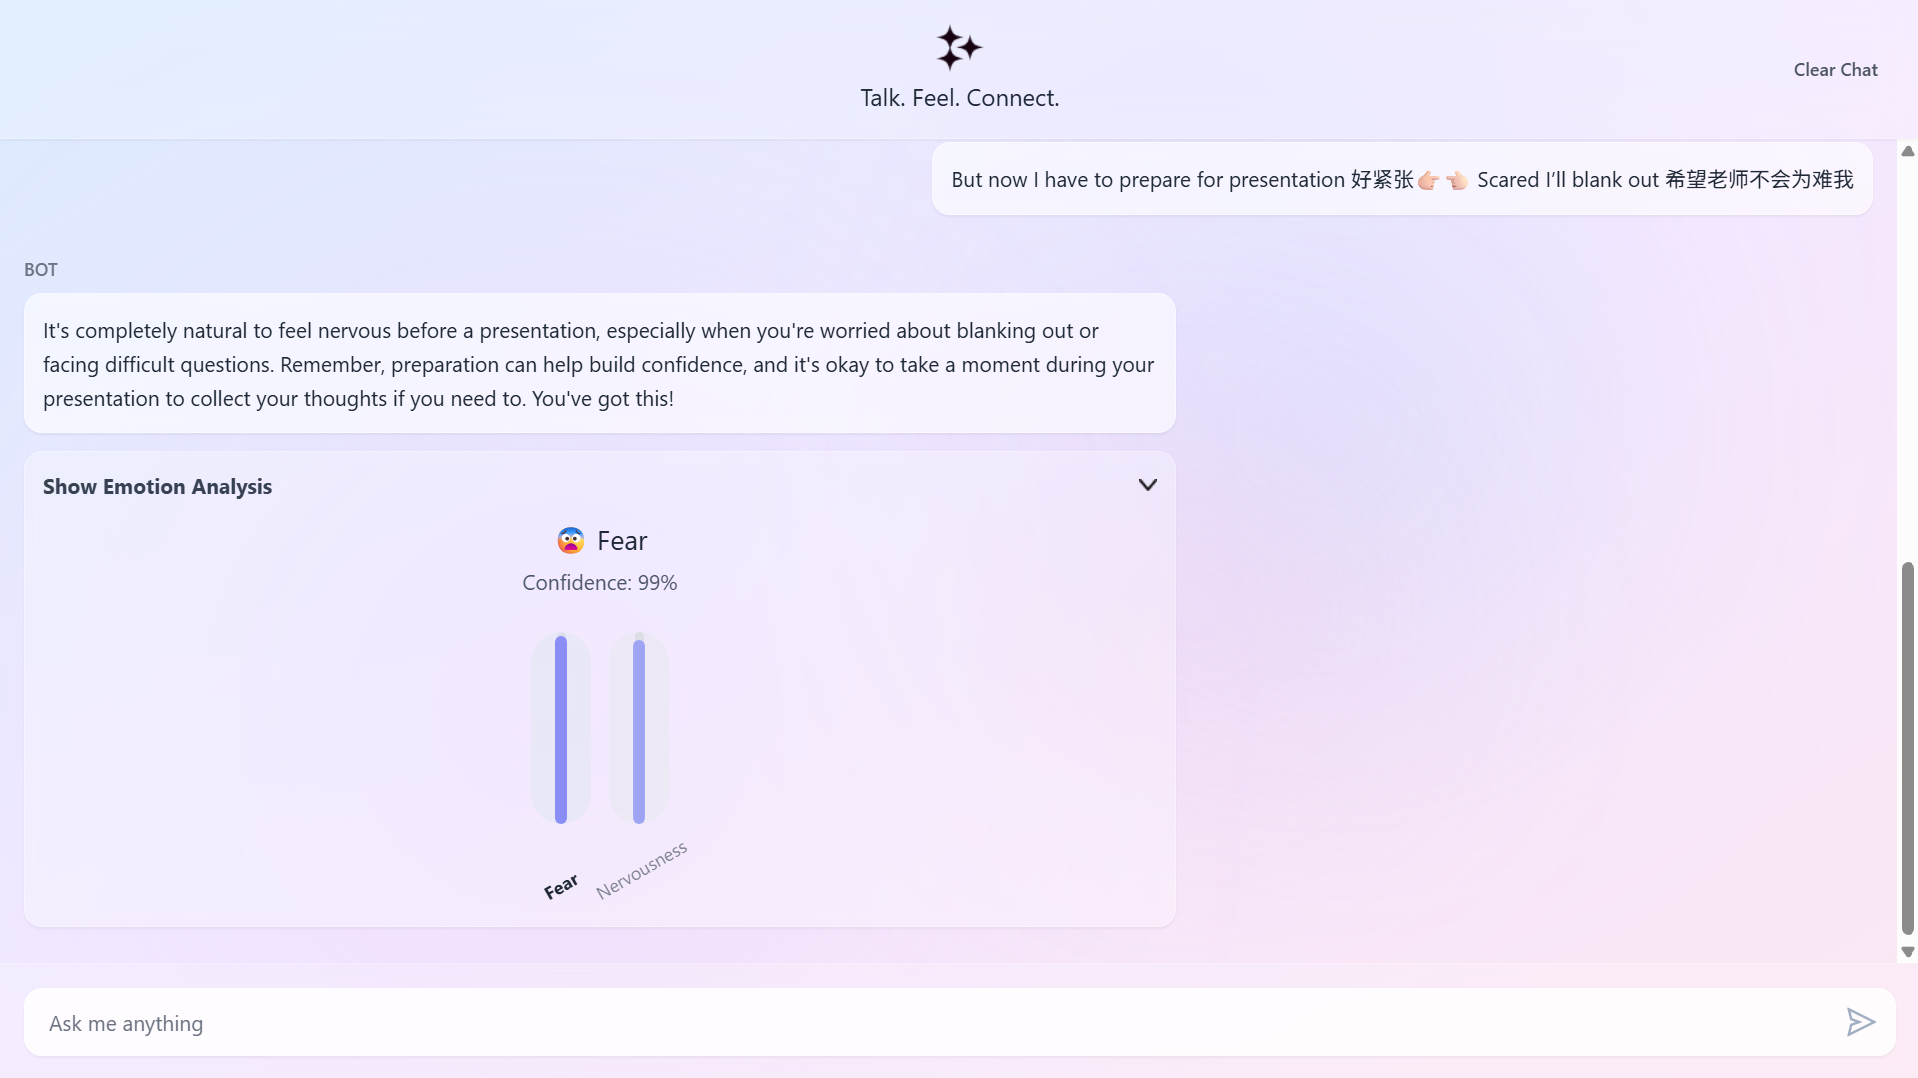 Talk. Feel. Connect.
Clear Chat
But now I have to prepare for presentation 好紧张👉🏻👈🏻 Scared I’ll blank out 希望老师不会为难我
BOT
It's completely natural to feel nervous before a presentation, especially when you're worried about blanking out or
facing difficult questions. Remember, preparation can help build confidence, and it's okay to take a moment during your
presentation to collect your thoughts if you need to. You've got this!
Show Emotion Analysis
😨 Fear
Confidence: 99%
Fear
Nervousness
Ask me anything